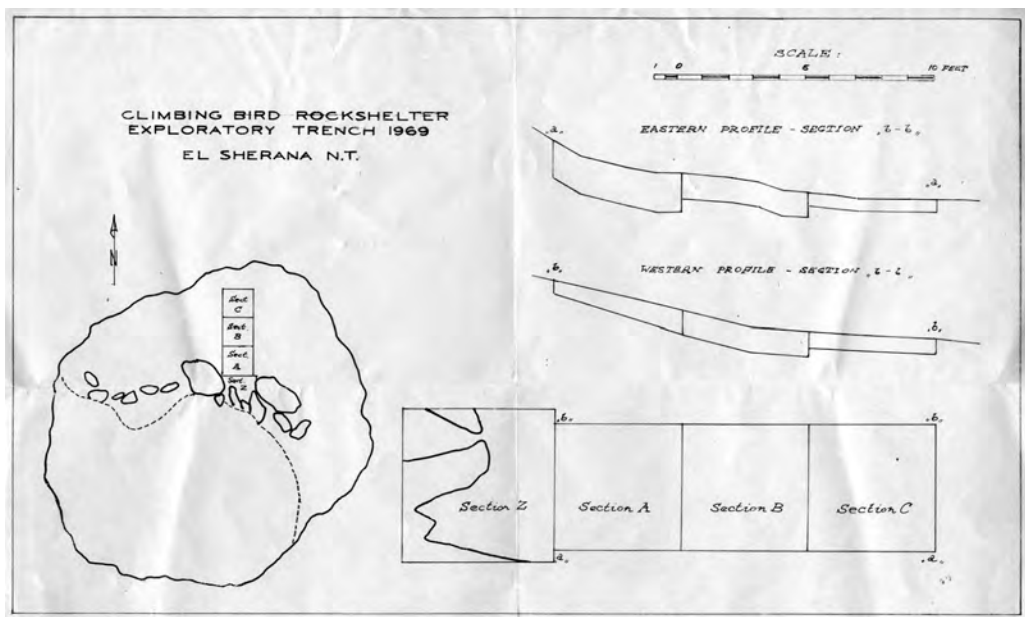 CLIMBING BIRD ROCKSHELTER
EXPLORATORY TRENCH 1969
EL SHERANA N.T.
N
Sect.
C
Sect.
B
Sect.
A
Sect.
Z
SCALE:
1 0 5 10 FEET
EASTERN PROFILE - SECTION
.a.
.a.
WESTERN PROFILE - SECTION
.b.
.b.
.b. .b.
Section Z Section A Section B Section C
.a. .a.